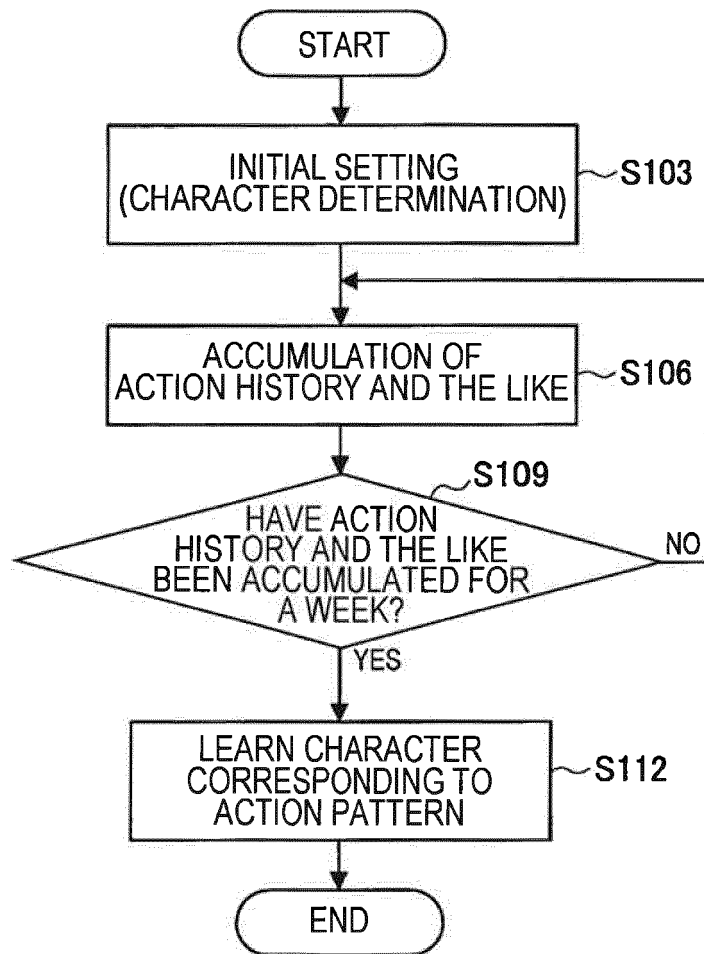 START
INITIAL SETTING
(CHARACTER DETERMINATION)
S103
ACCUMULATION OF
ACTION HISTORY AND THE LIKE
S106
S109
HAVE ACTION
HISTORY AND THE LIKE
BEEN ACCUMULATED FOR
A WEEK?
NO
YES
LEARN CHARACTER
CORRESPONDING TO
ACTION PATTERN
S112
END